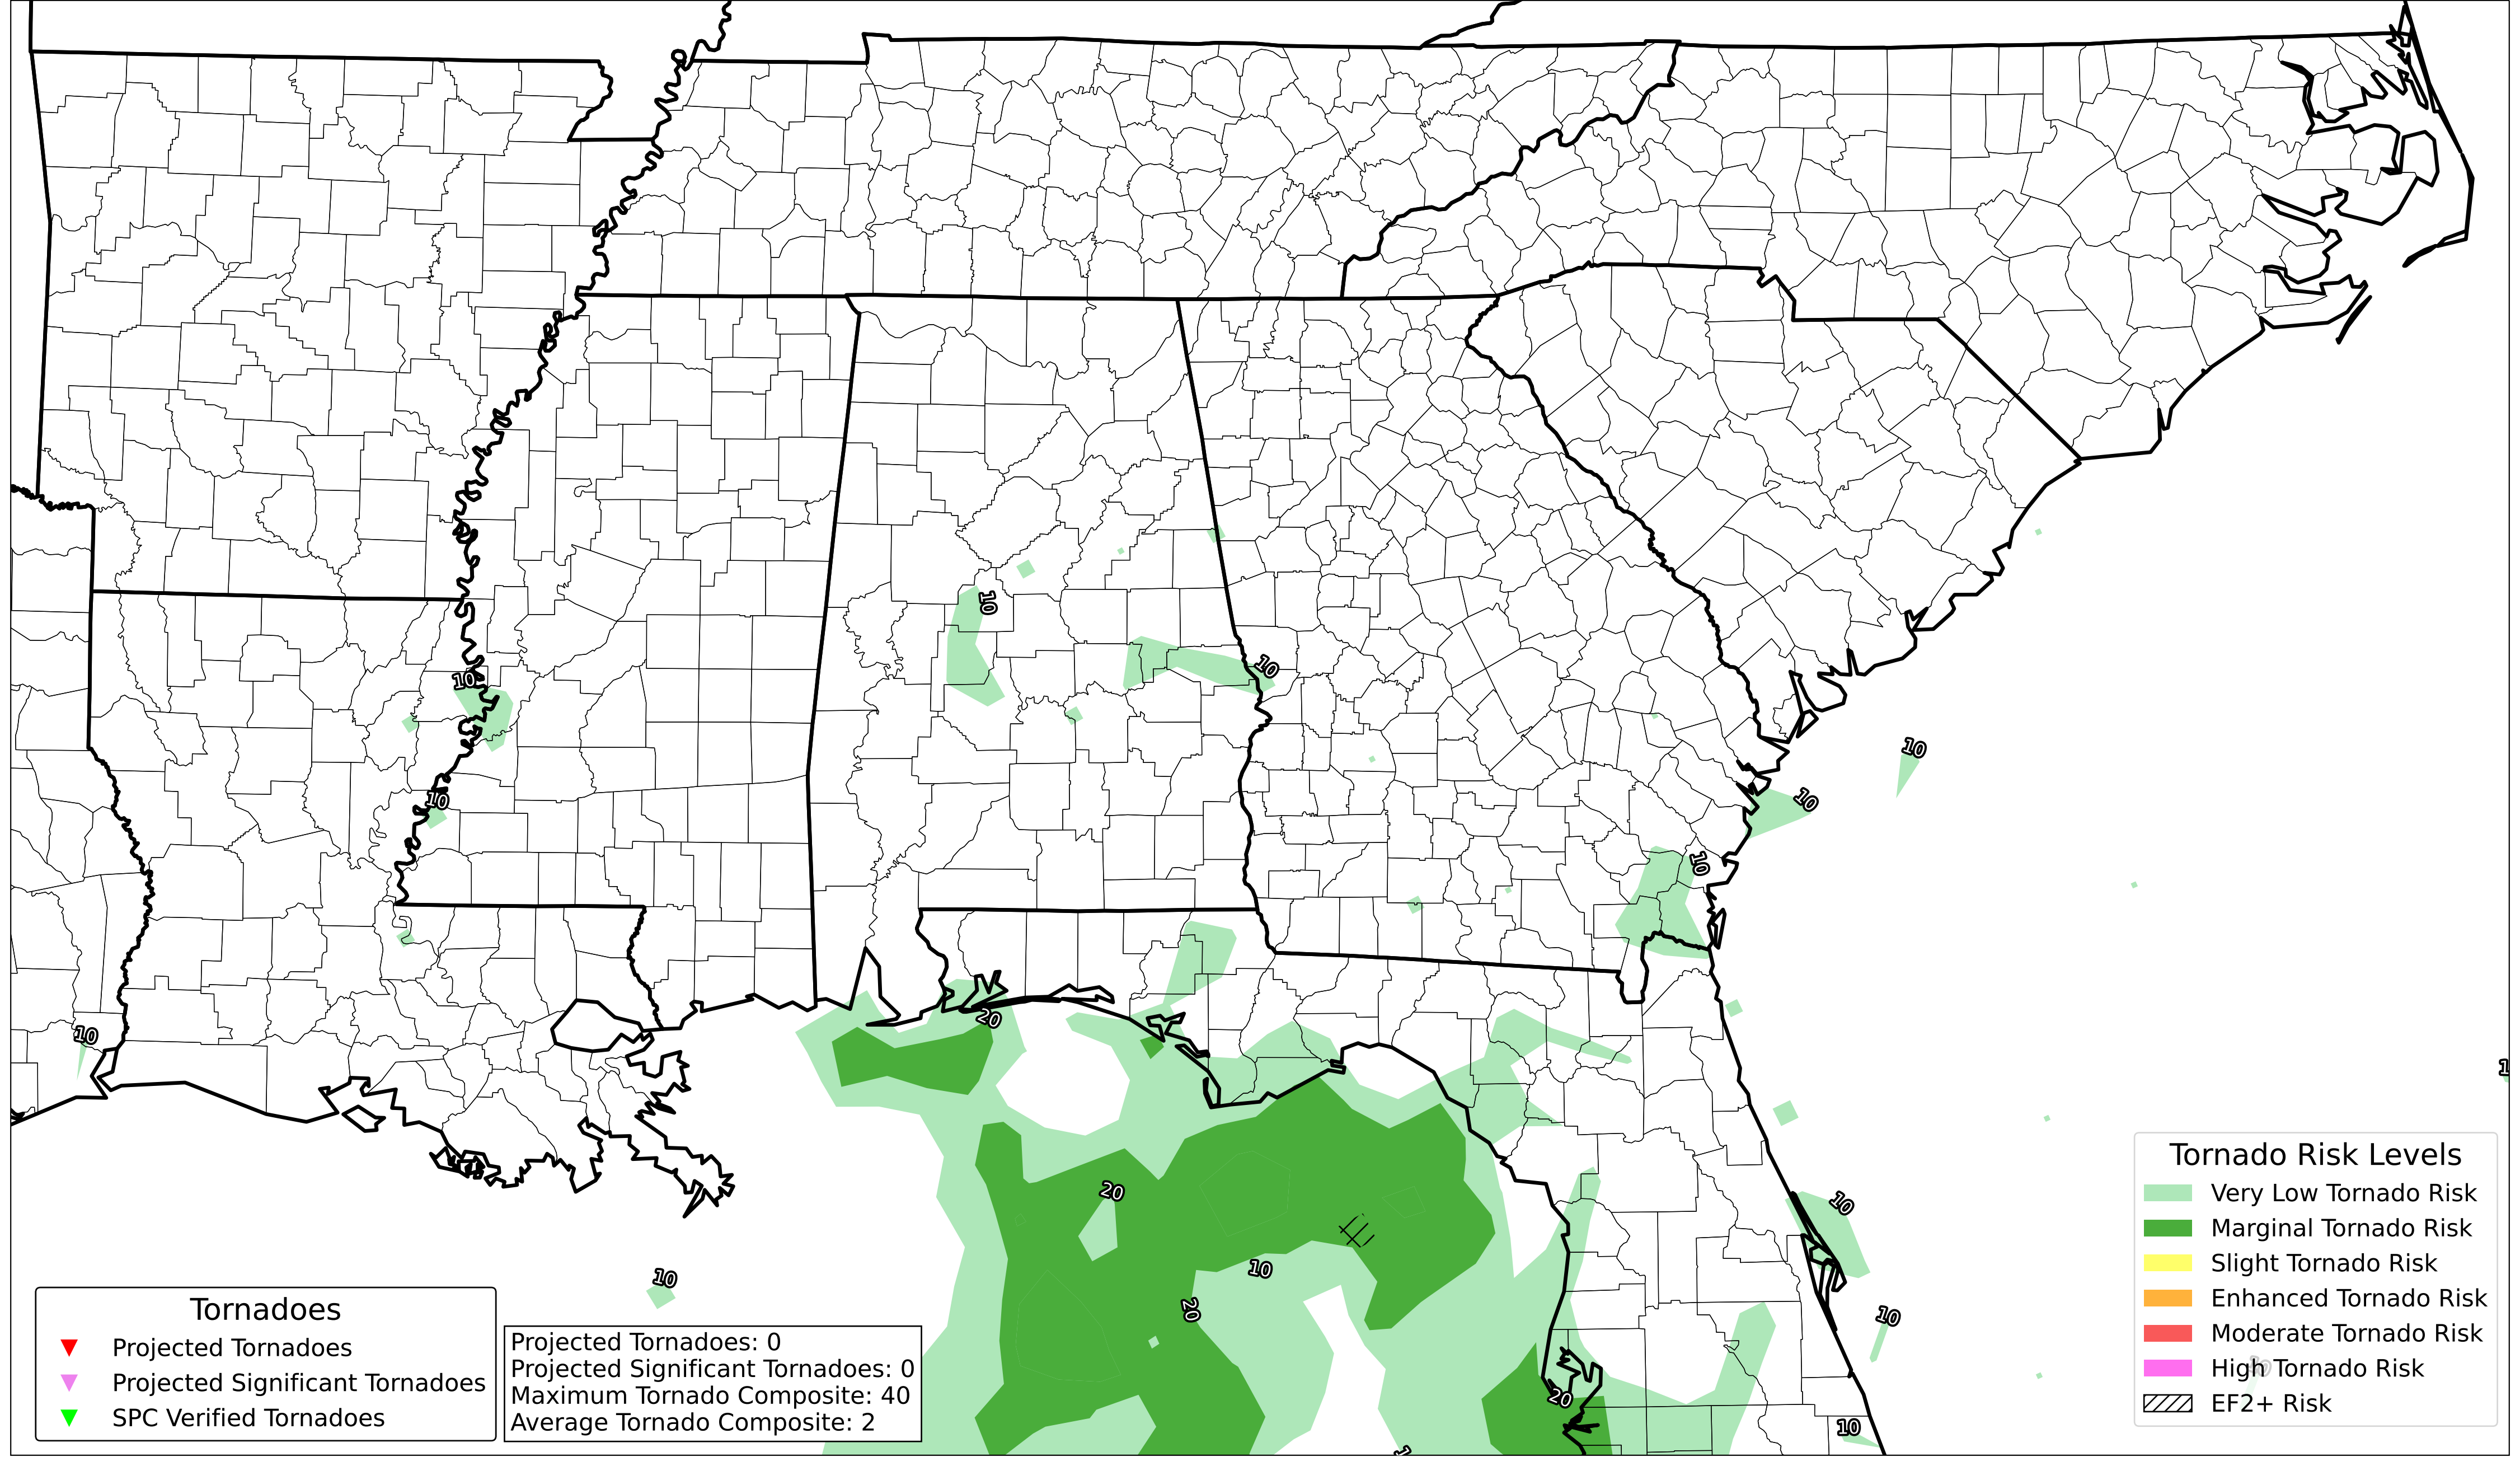 10
10
10
10
10
10
10
10
20
10
1
20
10
10
10
20
10
20
10
1
Tornado Risk Levels
Very Low Tornado Risk
Marginal Tornado Risk
Slight Tornado Risk
Enhanced Tornado Risk
Moderate Tornado Risk
High Tornado Risk
EF2+ Risk
Tornadoes
Projected Tornadoes
Projected Significant Tornadoes
SPC Verified Tornadoes
Projected Tornadoes: 0
Projected Significant Tornadoes: 0
Maximum Tornado Composite: 40
Average Tornado Composite: 2